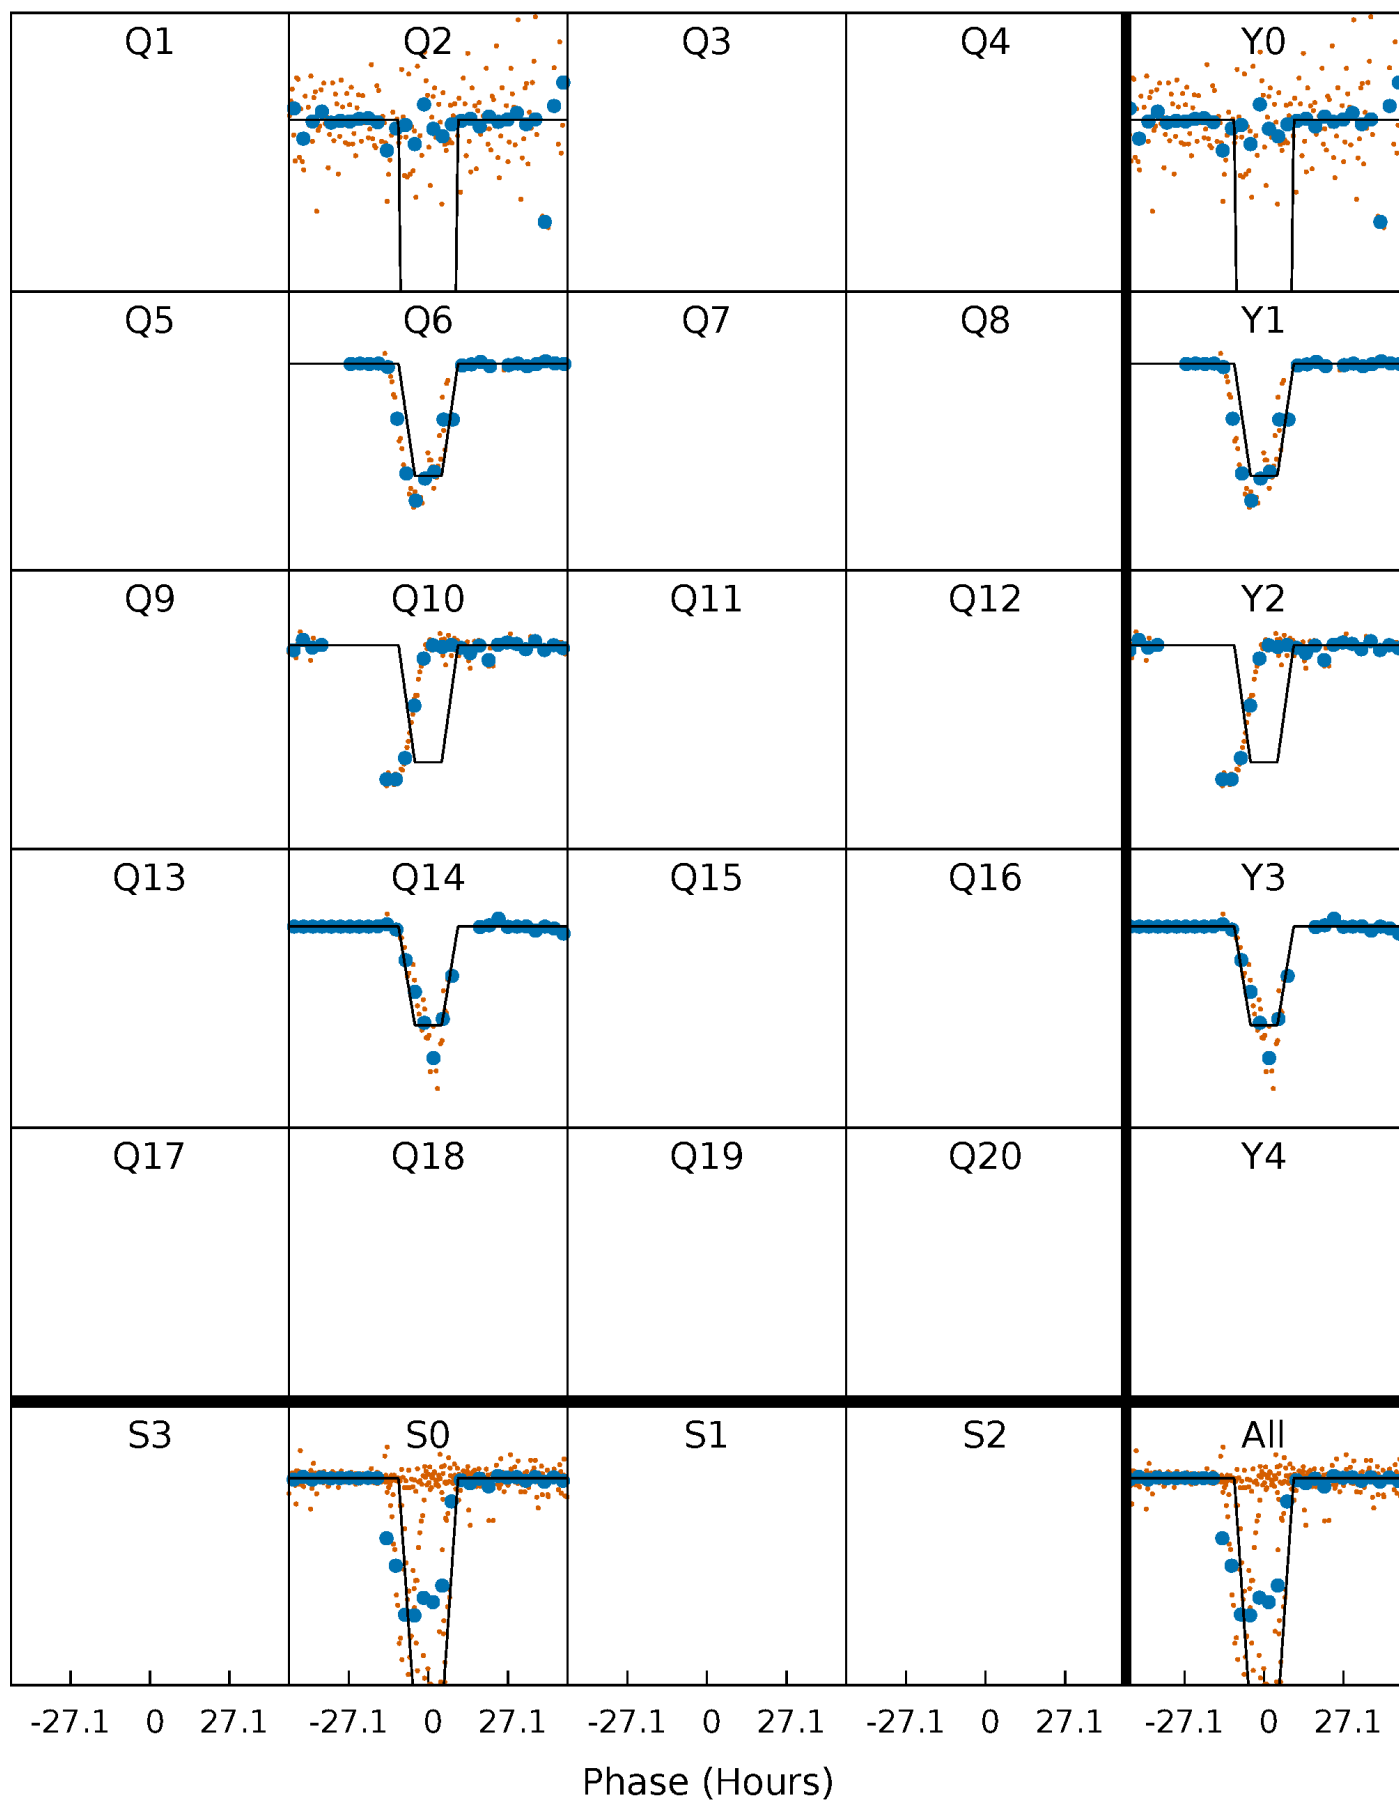 Q1 Q2 Q3 Q4 Y0
Q5 Q6 Q7 Q8 Y1
Q9 Q10 Q11 Q12 Y2
Q13 Q14 Q15 Q16 Y3
Q17 Q18 Q19 Q20 Y4
S3 S0 S1 S2 All
-27.1 0 27.1 -27.1 0 27.1 -27.1 0 27.1 -27.1 0 27.1 -27.1 0 27.1
Phase (Hours)